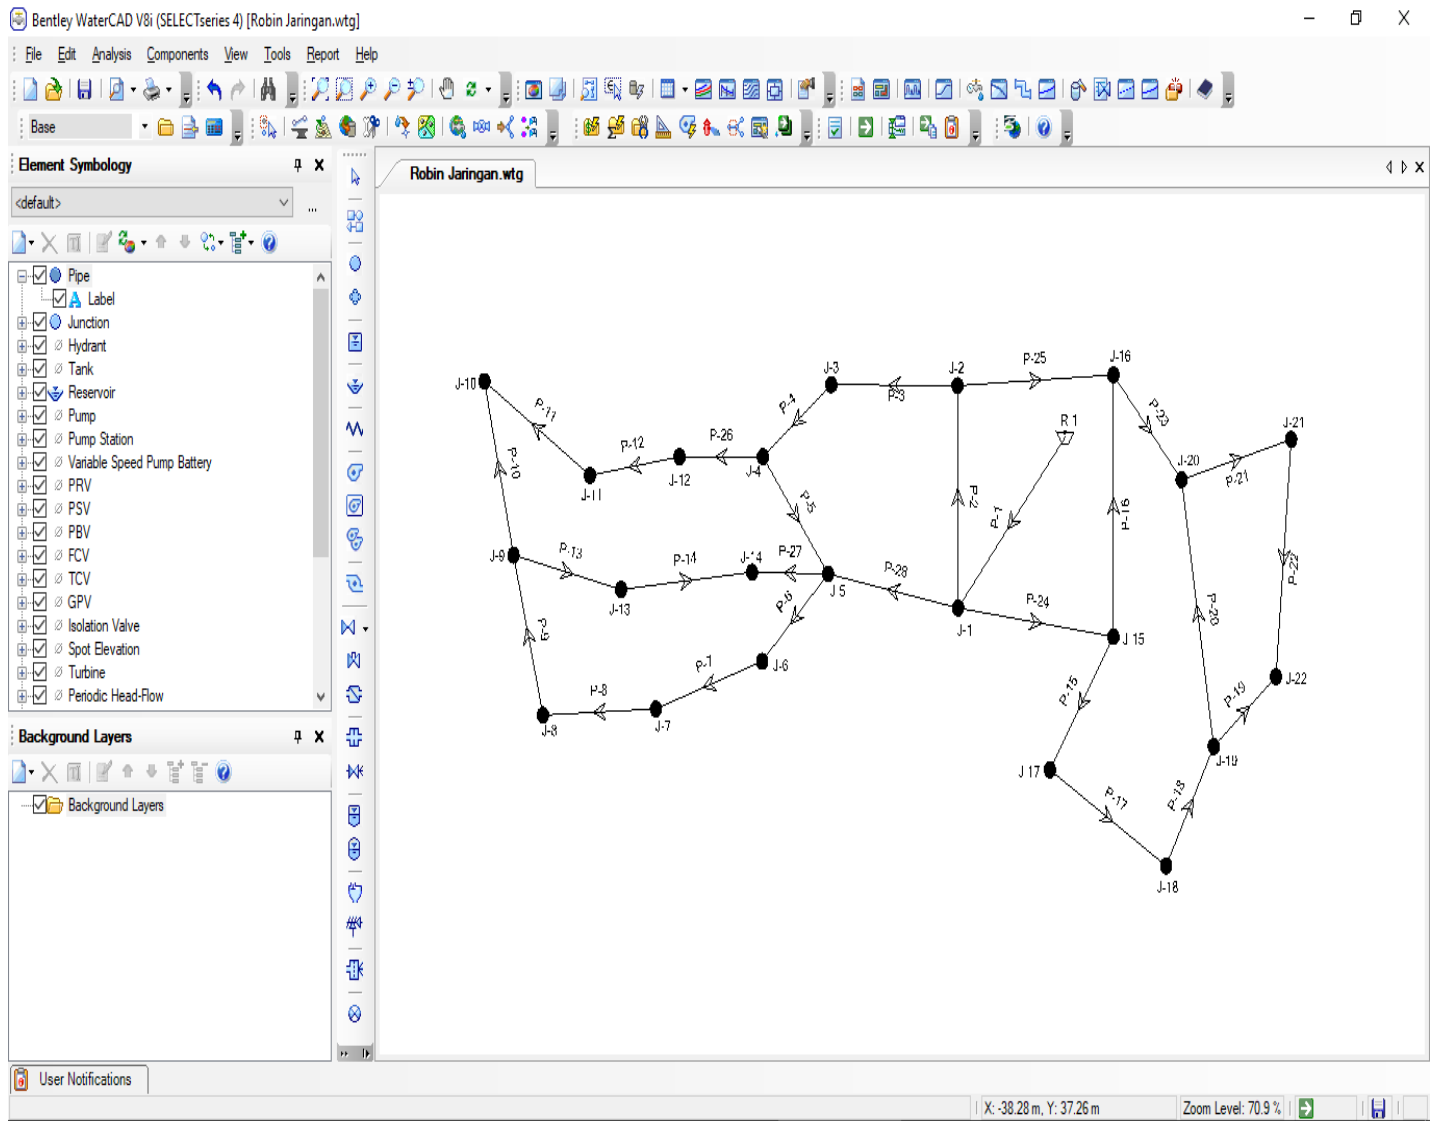 Bentley WaterCAD V8i (SELECTseries 4) [Robin Jaringan.wtg]
File Edit Analysis Components View Tools Report Help
Base
Element Symbology
<default>
...
Pipe
Label
Junction
Hydrant
Tank
Reservoir
Pump
Pump Station
Variable Speed Pump Battery
PRV
PSV
PBV
FCV
TCV
GPV
Isolation Valve
Spot Elevation
Turbine
Periodic Head-Flow
Background Layers
Background Layers
Robin Jaringan.wtg
J-16
P-25
J-3
J-2
J-10
P-3
P-4
P-11
P-23
R 1
J-21
P-26
P-12
J-20
J-4
J-12
P-10
P-21
J-11
P-5
P-2
P-1
P-16
J-9
P-13
P-14
J-14
P-27
P-28
P-22
J 5
J-13
P-6
P-24
P-20
P-9
J-1
J 15
P-7
J-6
J-22
P-8
P-15
P-19
J-8
J-7
J-19
J 17
P-17
P-18
J-18
User Notifications
X: -38.28 m, Y: 37.26 m
Zoom Level: 70.9 %